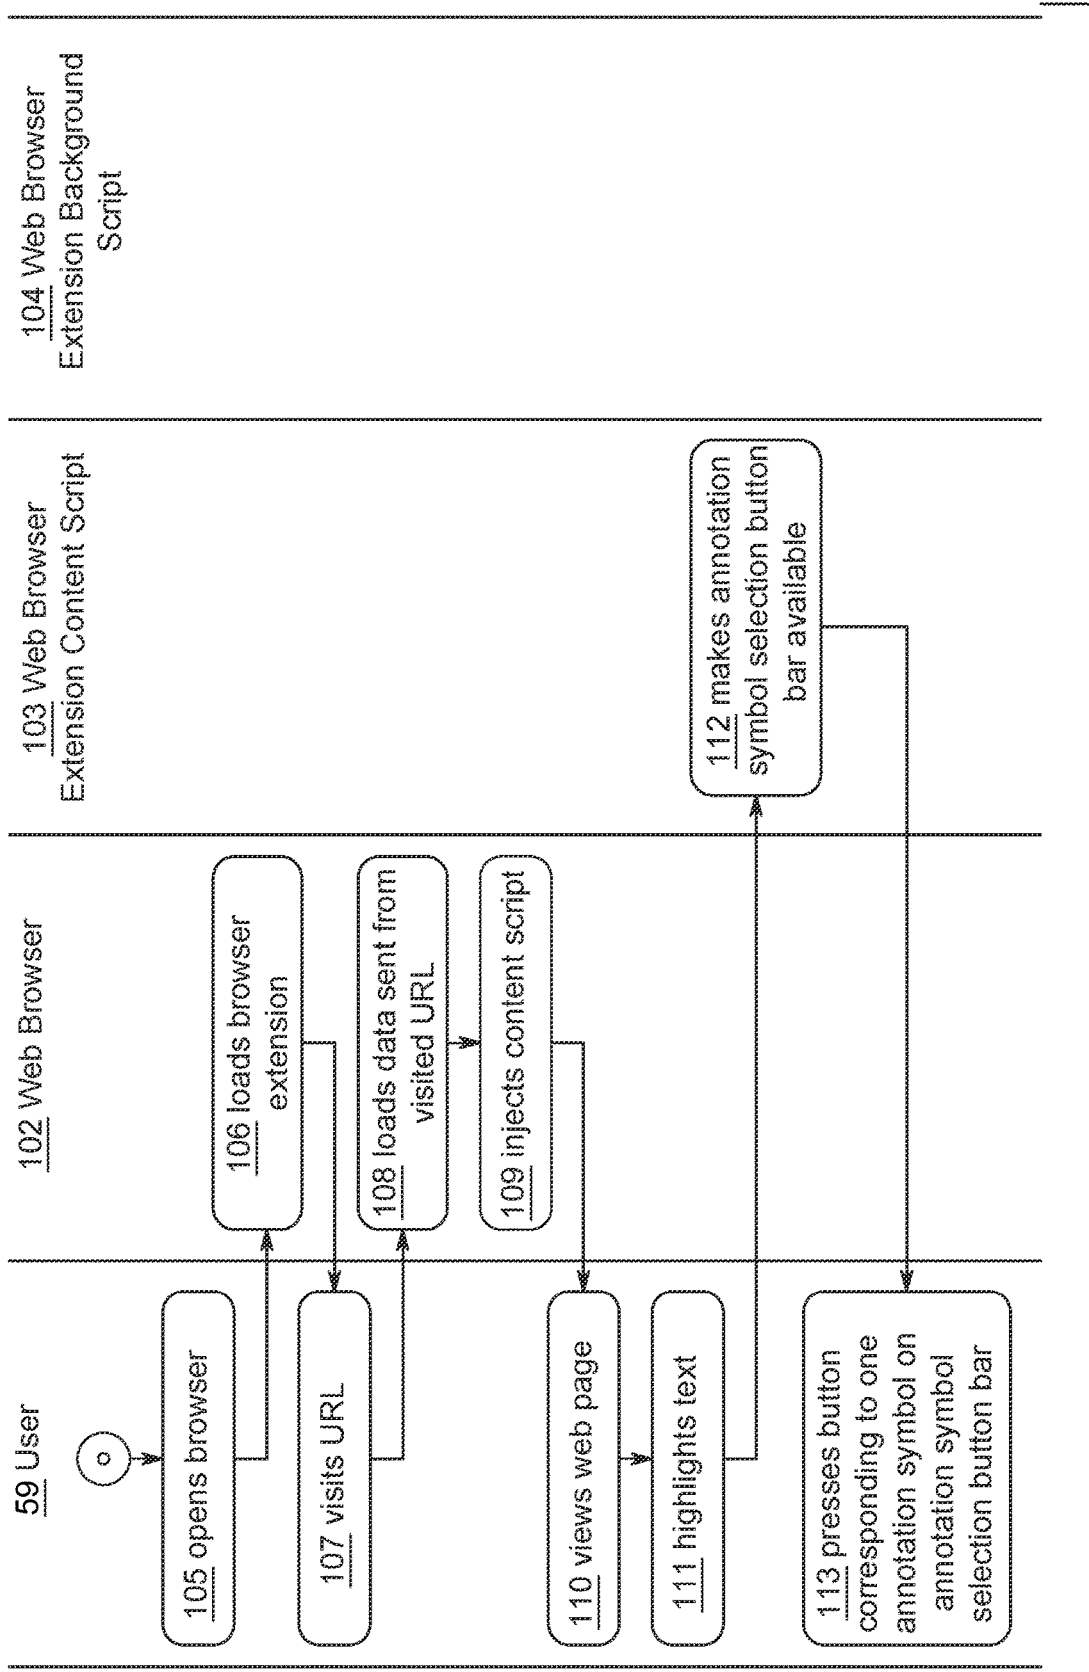 59 User
102 Web Browser
103 Web Browser
Extension Content Script
104 Web Browser
Extension Background
Script
105 opens browser
106 loads browser
extension
107 visits URL
108 loads data sent from
visited URL
109 injects content script
110 views web page
111 highlights text
112 makes annotation
symbol selection button
bar available
113 presses button
corresponding to one
annotation symbol on
annotation symbol
selection button bar